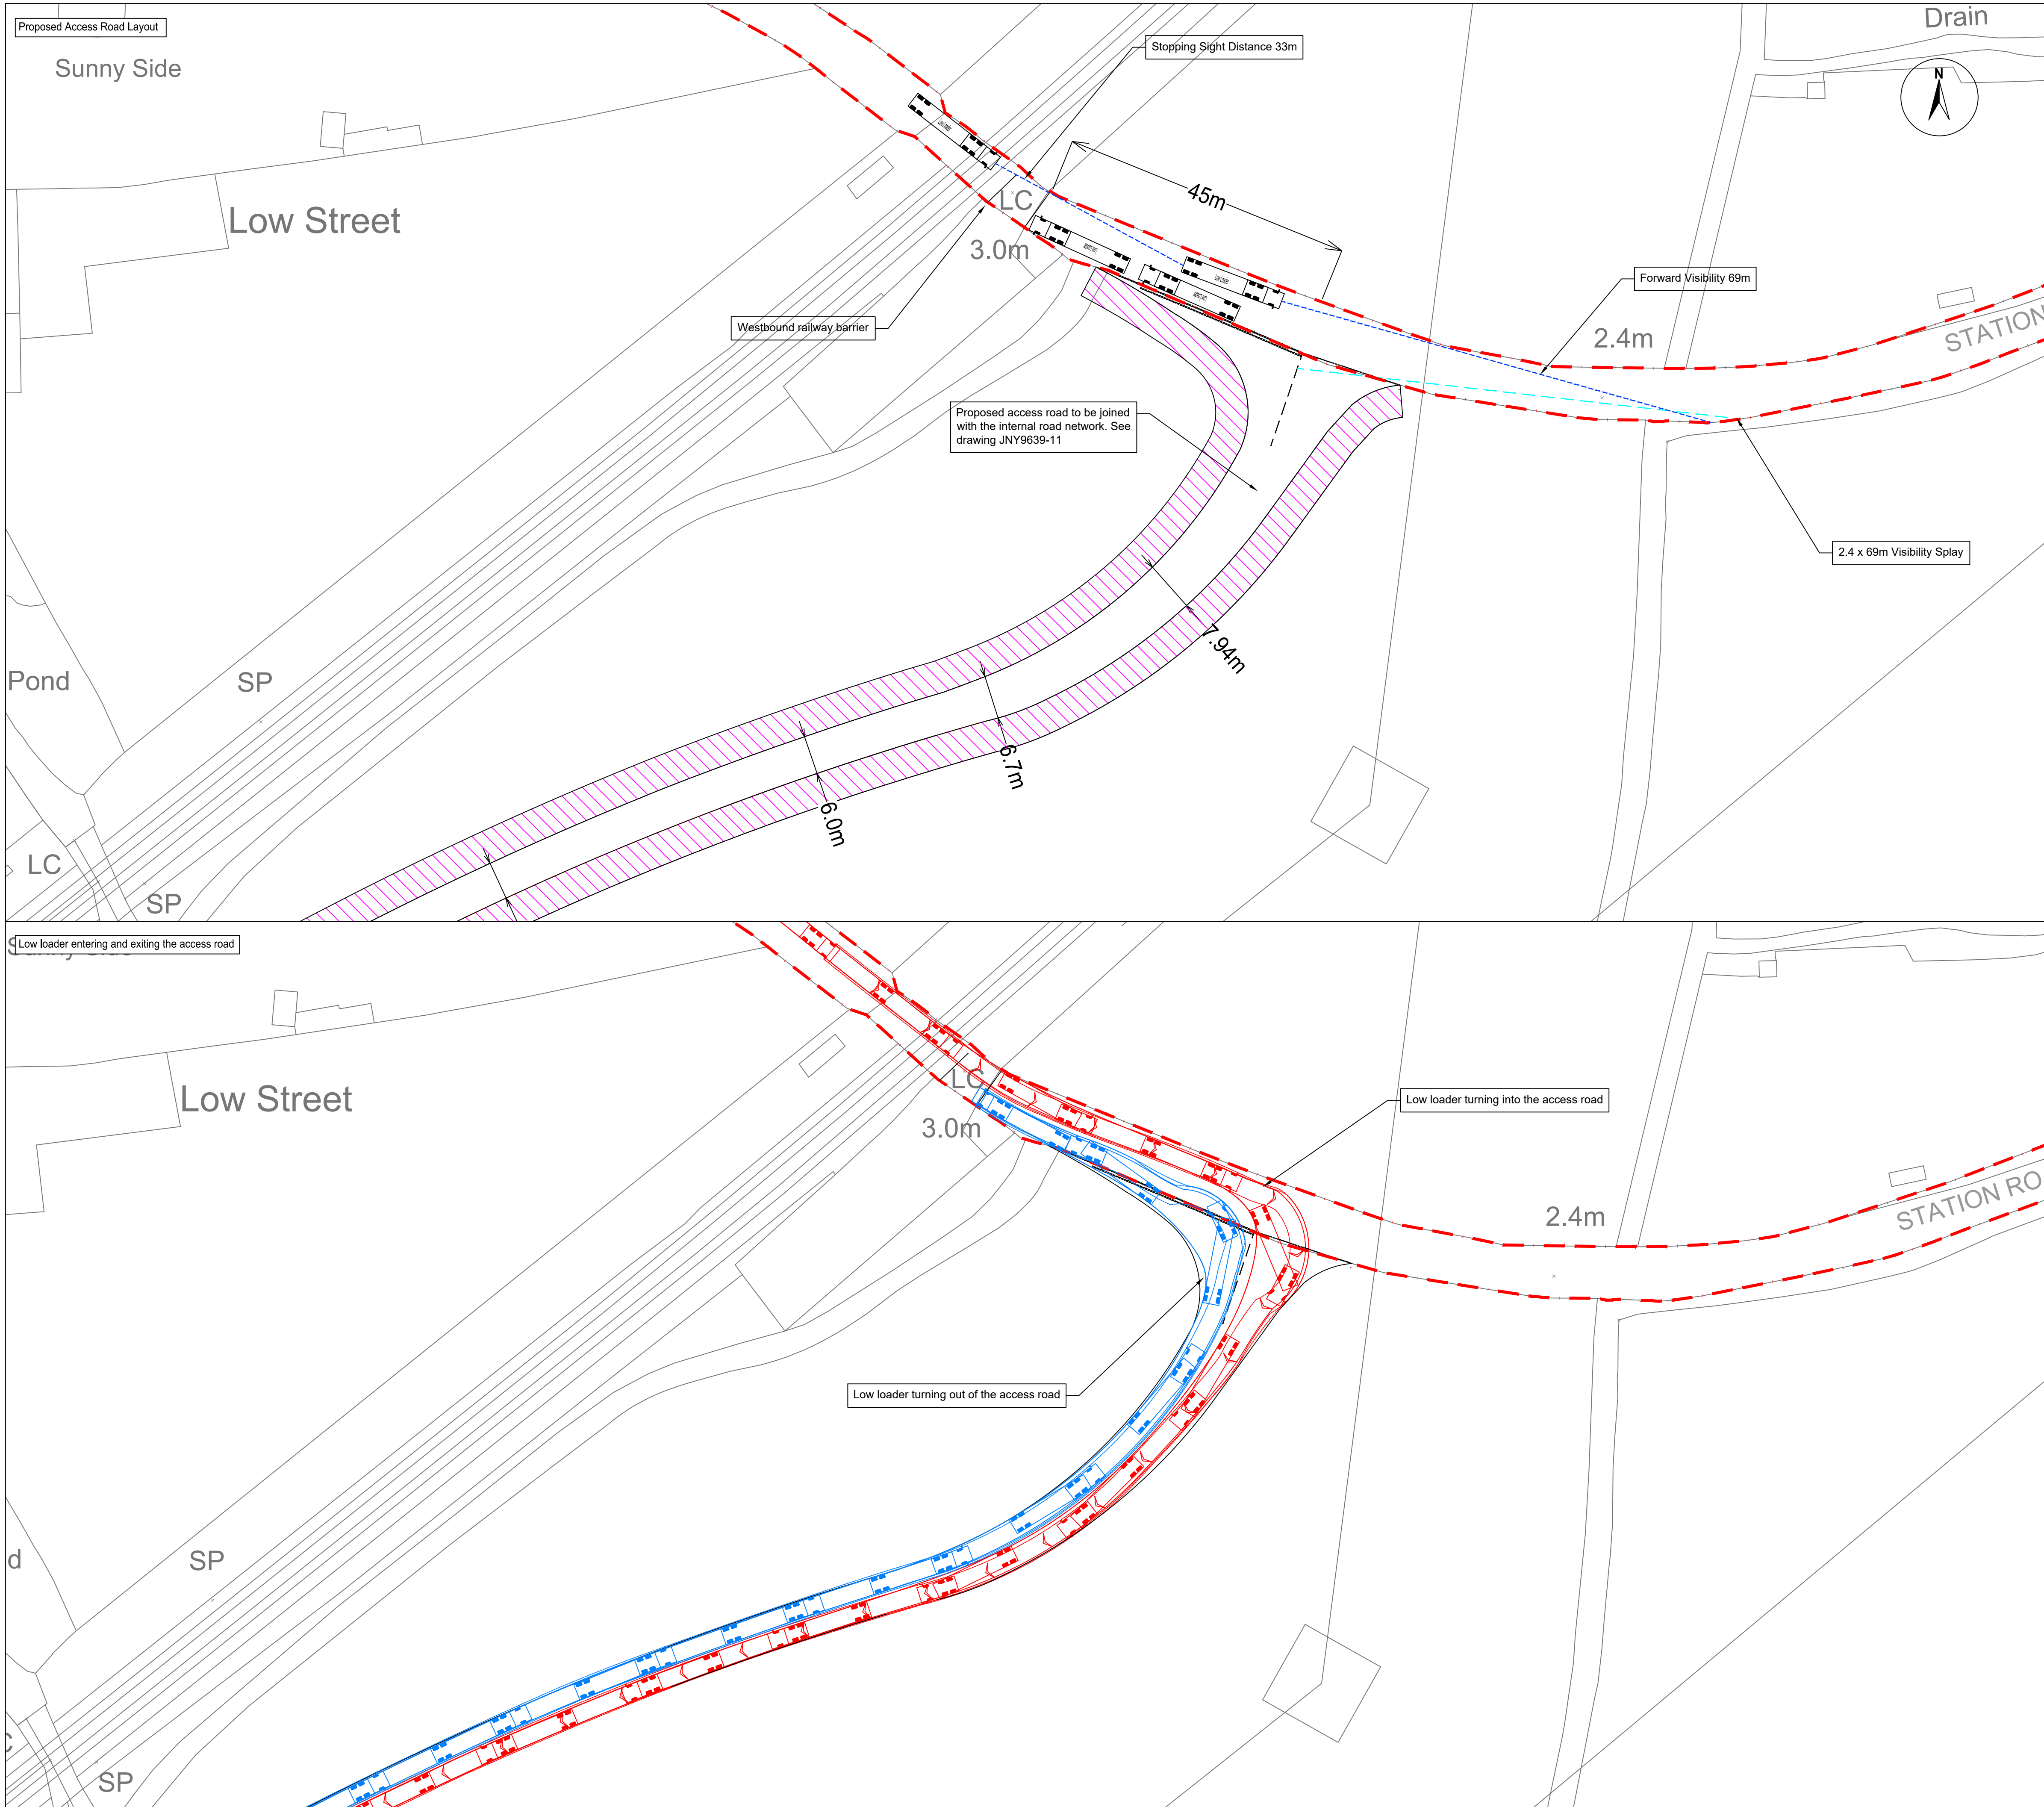 Proposed Access Road Layout
Sunny Side
Stopping Sight Distance 33m
Drain
N
Low Loader
Low Street
LC
45m
3.0m
Low Loader
Forward Visibility 69m
Westbound railway barrier
2.4m
STATION
Proposed access road to be joined
with the internal road network. See
drawing JNY9639-11
2.4 x 69m Visibility Splay
7.94m
Pond
SP
6.7m
6.0m
LC
SP
Low loader entering and exiting the access road
Low Street
LC
3.0m
Low loader turning into the access road
2.4m
STATION RO
Low loader turning out of the access road
d
SP
C
SP